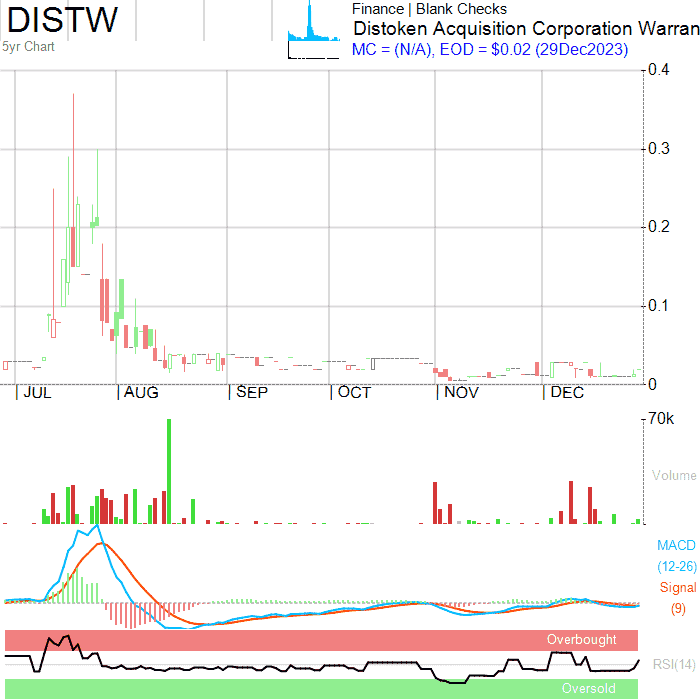 DISTW
5yr Chart
Finance | Blank Checks
Distoken Acquisition Corporation Warran
MC = (N/A), EOD = $0.02 (29Dec2023)
0.4
0.3
0.2
0.1
0
| JUL | AUG | SEP | OCT | NOV | DEC
70k
Volume
MACD
(12-26)
Signal
(9)
Overbought
RSI(14)
Oversold